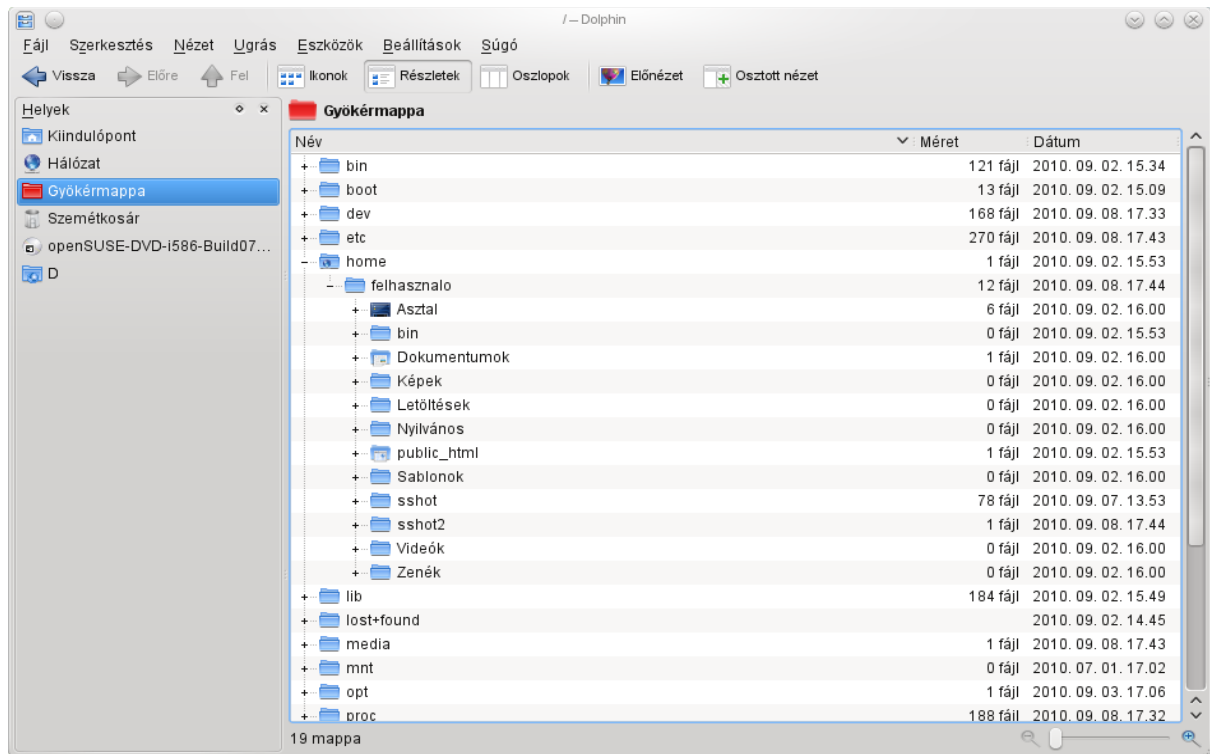 / – Dolphin
Fájl Szerkesztés Nézet Ugrás Eszközök Beállítások Súgó
Vissza Előre Fel Ikonok Részletek Oszlopok Előnézet Osztott nézet
Helyek
Kiindulópont
Hálózat
Gyökérmappa
Szemétkosár
openSUSE-DVD-i586-Build07...
D
Gyökérmappa
Név Méret Dátum
bin 121 fájl 2010. 09. 02. 15.34
boot 13 fájl 2010. 09. 02. 15.09
dev 168 fájl 2010. 09. 08. 17.33
etc 270 fájl 2010. 09. 08. 17.43
home 1 fájl 2010. 09. 02. 15.53
felhasznalo 12 fájl 2010. 09. 08. 17.44
Asztal 6 fájl 2010. 09. 02. 16.00
bin 0 fájl 2010. 09. 02. 15.53
Dokumentumok 1 fájl 2010. 09. 02. 16.00
Képek 0 fájl 2010. 09. 02. 16.00
Letöltések 0 fájl 2010. 09. 02. 16.00
Nyilvános 0 fájl 2010. 09. 02. 16.00
public_html 1 fájl 2010. 09. 02. 15.53
Sablonok 0 fájl 2010. 09. 02. 16.00
sshot 78 fájl 2010. 09. 07. 13.53
sshot2 1 fájl 2010. 09. 08. 17.44
Videók 0 fájl 2010. 09. 02. 16.00
Zenék 0 fájl 2010. 09. 02. 16.00
lib 184 fájl 2010. 09. 02. 15.49
lost+found 2010. 09. 02. 14.45
media 1 fájl 2010. 09. 08. 17.43
mnt 0 fájl 2010. 07. 01. 17.02
opt 1 fájl 2010. 09. 03. 17.06
proc 188 fájl 2010. 09. 08. 17.32
19 mappa